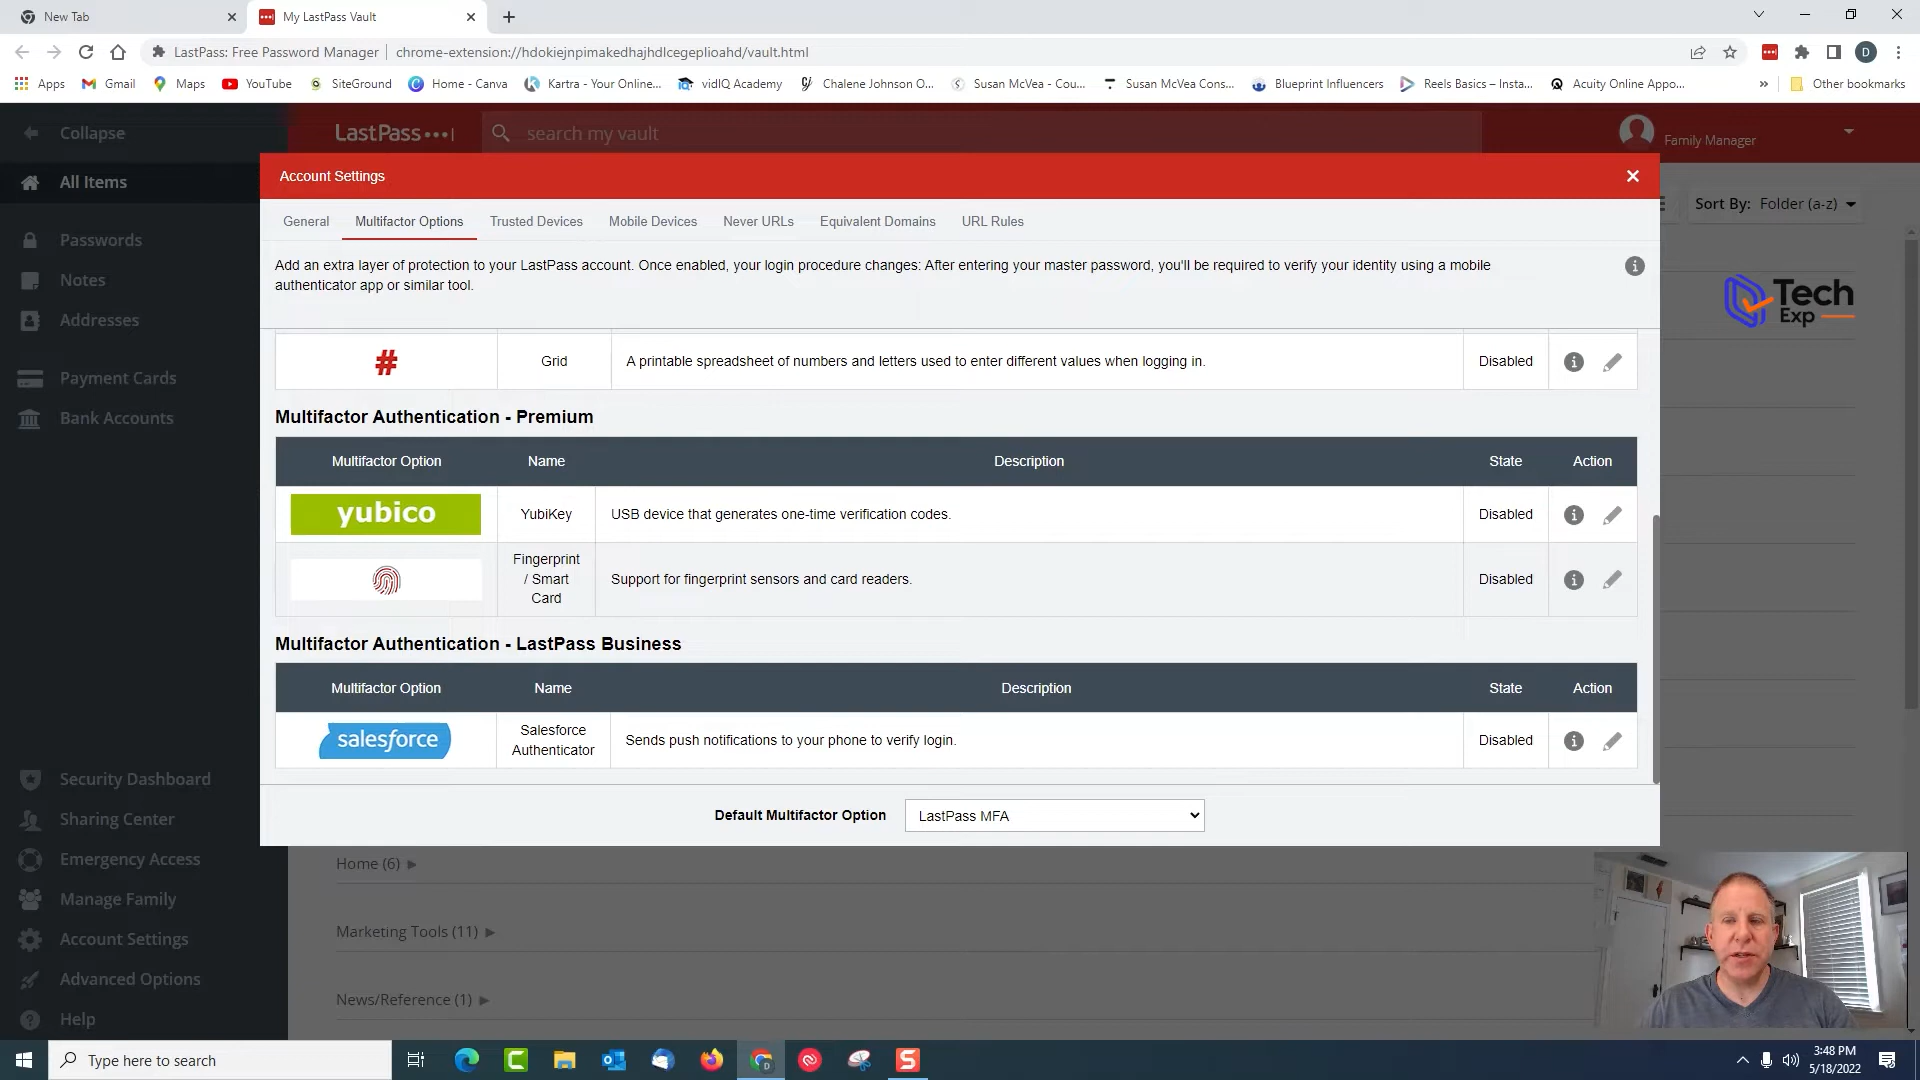 New Tab
My LastPass Vault
LastPass: Free Password Manager
chrome-extension://hdokiejnpimakedhajhdlcegeplioahd/vault.html
D
Apps
Gmail
Maps
YouTube
SiteGround
Home - Canva
Kartra - Your Online...
vidIQ Academy
Chalene Johnson O...
Susan McVea - Cou...
Susan McVea Cons...
Blueprint Influencers
Reels Basics – Insta...
Acuity Online Appo...
»
Other bookmarks
Collapse
LastPass •••|
search my vault
Family Manager
All Items
Passwords
Notes
Addresses
Payment Cards
Bank Accounts
Security Dashboard
Sharing Center
Emergency Access
Manage Family
Account Settings
Advanced Options
Help
Sort By: Folder (a-z)
Tech
Exp
Account Settings
General
Multifactor Options
Trusted Devices
Mobile Devices
Never URLs
Equivalent Domains
URL Rules
Add an extra layer of protection to your LastPass account. Once enabled, your login procedure changes: After entering your master password, you'll be required to verify your identity using a mobile
authenticator app or similar tool.
# Grid A printable spreadsheet of numbers and letters used to enter different values when logging in. Disabled
Multifactor Authentication - Premium
Multifactor Option Name Description State Action
yubico YubiKey USB device that generates one-time verification codes. Disabled
Fingerprint
/ Smart
Card
Support for fingerprint sensors and card readers. Disabled
Multifactor Authentication - LastPass Business
Multifactor Option Name Description State Action
salesforce
Salesforce
Authenticator
Sends push notifications to your phone to verify login. Disabled
Default Multifactor Option LastPass MFA
Home (6)
Marketing Tools (11)
News/Reference (1)
Type here to search
3:48 PM
5/18/2022